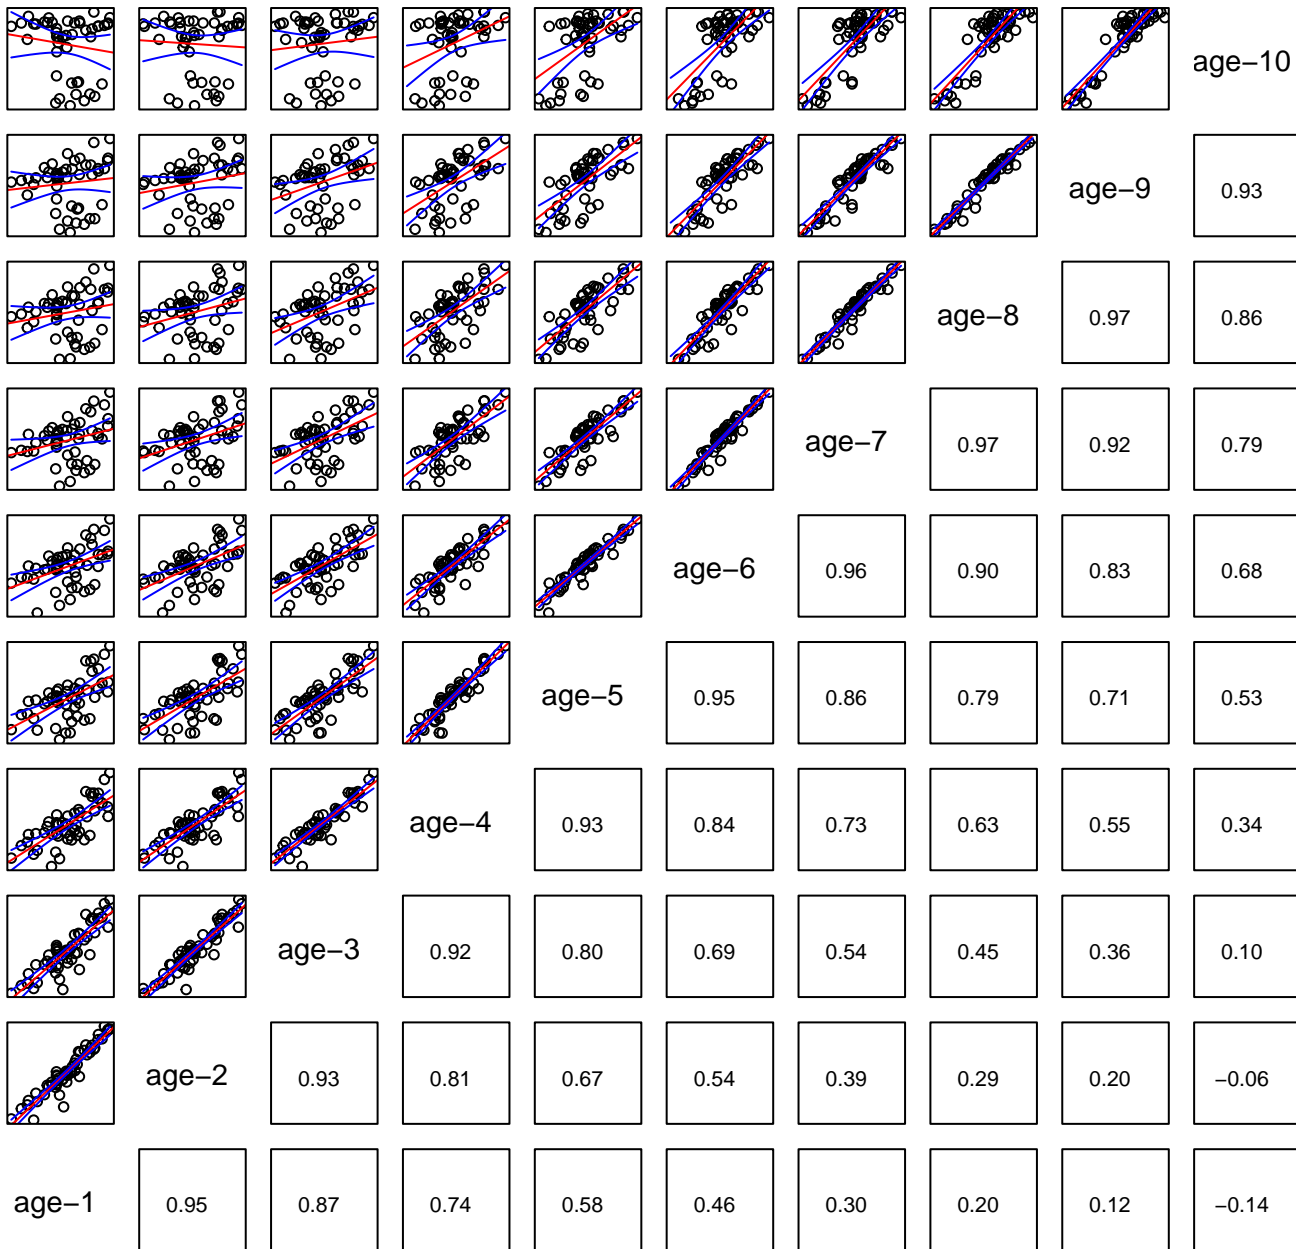 age−10
age−9 0.93
age−8 0.97 0.86
age−7 0.97 0.92 0.79
age−6 0.96 0.90 0.83 0.68
age−5 0.95 0.86 0.79 0.71 0.53
age−4 0.93 0.84 0.73 0.63 0.55 0.34
age−3 0.92 0.80 0.69 0.54 0.45 0.36 0.10
age−2 0.93 0.81 0.67 0.54 0.39 0.29 0.20 −0.06
age−1 0.95 0.87 0.74 0.58 0.46 0.30 0.20 0.12 −0.14